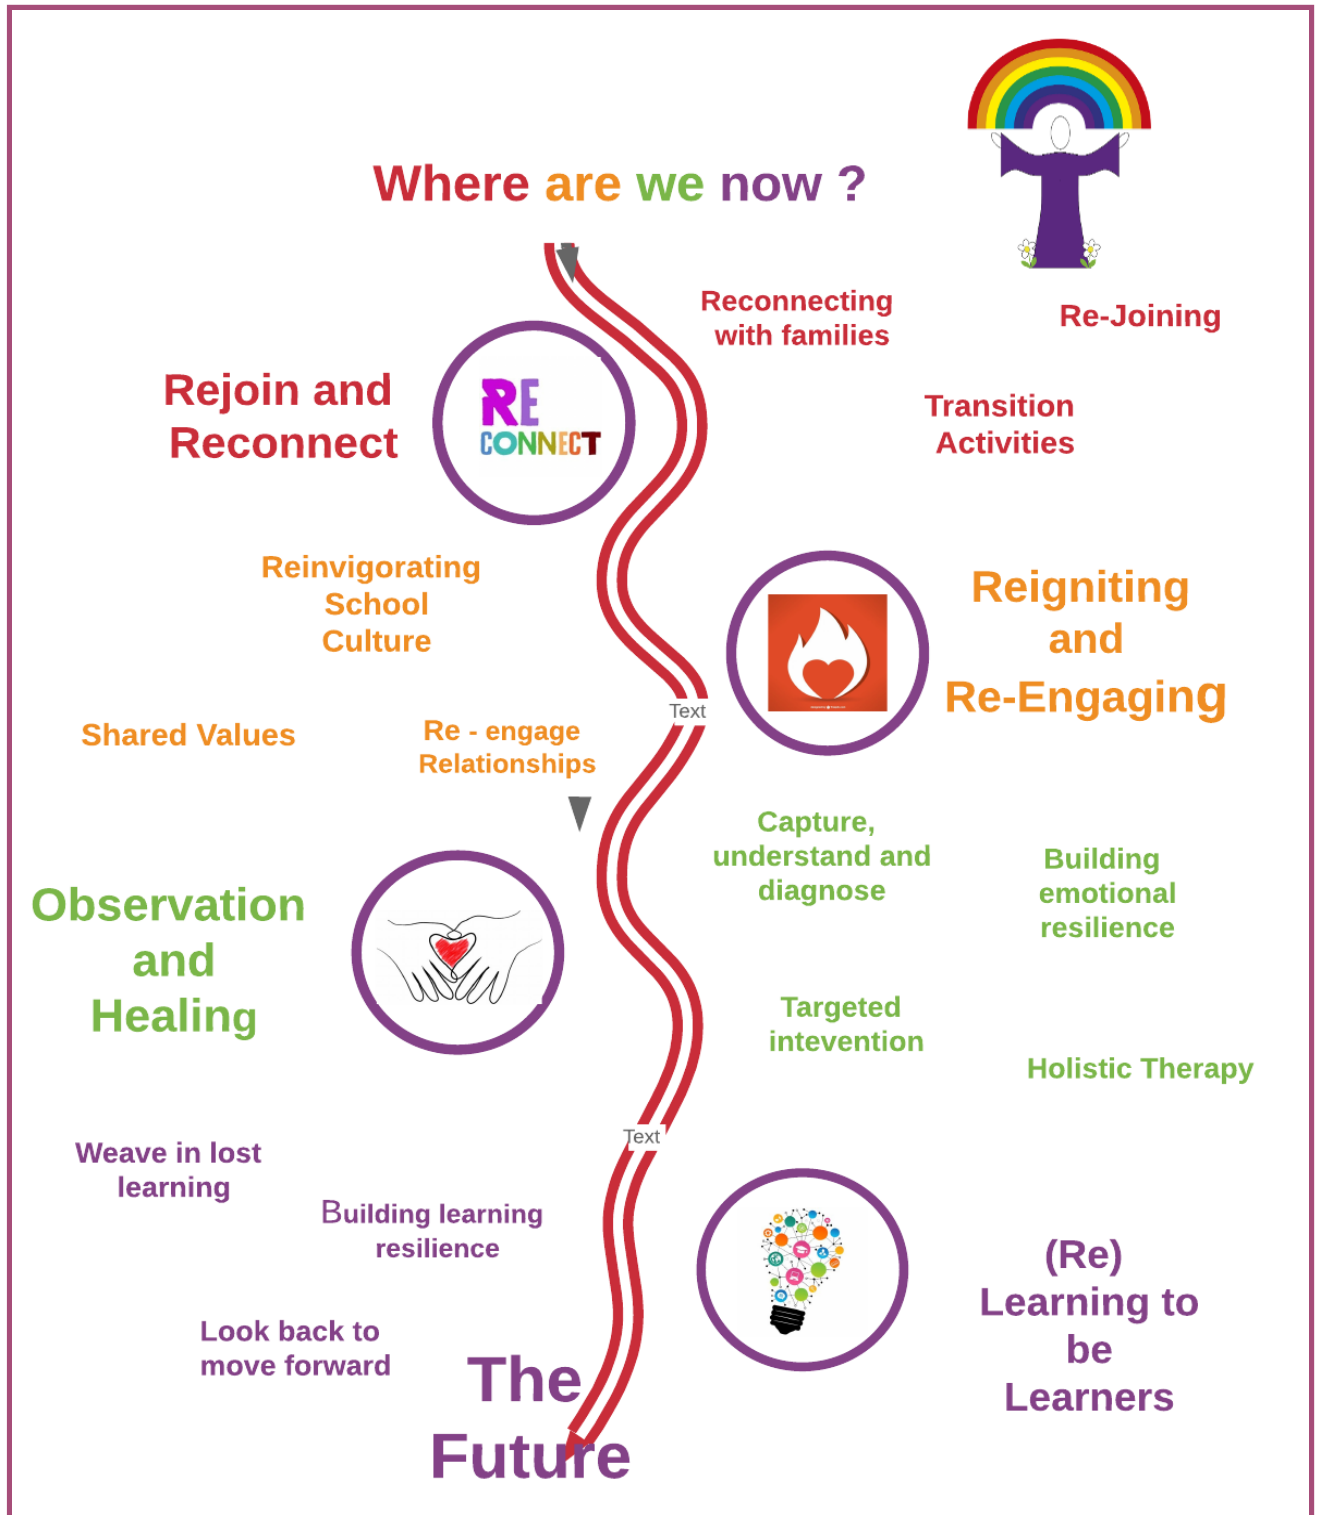 Where are we now ?
Reconnecting
with families
Re-Joining
Transition
Activities
Rejoin and
Reconnect
RE
CONNECT
Reinvigorating
School
Culture
Reigniting
and
Re-Engaging
Text
Shared Values
Re - engage
Relationships
Capture,
understand and
diagnose
Building
emotional
resilience
Observation
and
Healing
Targeted
intevention
Holistic Therapy
Text
Weave in lost
learning
Building learning
resilience
Look back to
move forward
(Re)
Learning to
be
Learners
The
Future